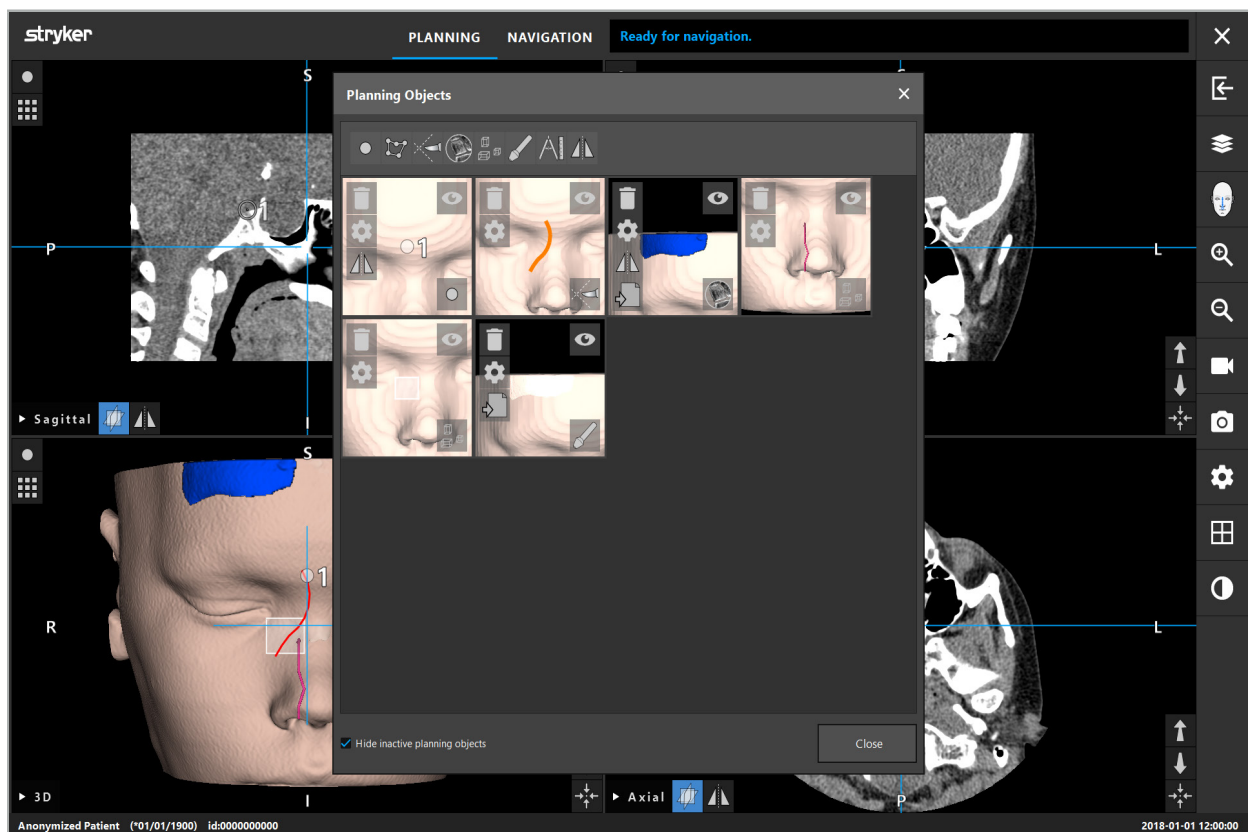 stryker
PLANNING NAVIGATION Ready for navigation.
S
Planning Objects
1
P
1
L
Sagittal
I
S
1
R
L
Hide inactive planning objects
Close
3D
I
Axial
P
Anonymized Patient (*01/01/1900) id:0000000000 2018-01-01 12:00:00